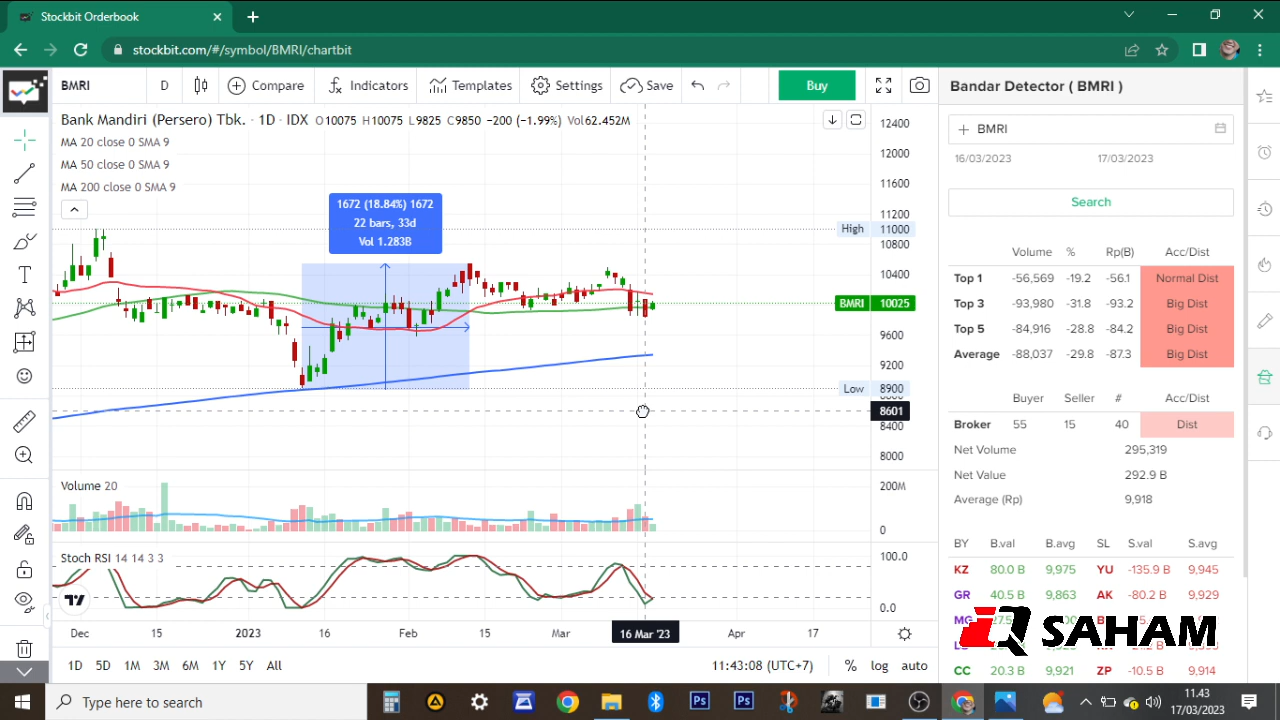 Stockbit Orderbook
stockbit.com/#/symbol/BMRI/chartbit
BMRI D Compare Indicators Templates Settings Save Buy
Bank Mandiri (Persero) Tbk. · 1D · IDX O10075 H10075 L9825 C9850 -200 (-1.99%) Vol62.452M
MA 20 close 0 SMA 9
MA 50 close 0 SMA 9
MA 200 close 0 SMA 9
1672 (18.84%) 1672
22 bars, 33d
Vol 1.283B
12400
12000
11600
11200
High 11000
10800
10400
BMRI 10025
9600
9200
Low 8900
8601
8400
8000
Volume 20
200M
0
Stoch RSI 14 14 3 3
100.0
0.0
Dec 15 2023 16 Feb 15 Mar 16 Mar '23 Apr 17
1D 5D 1M 3M 6M 1Y 5Y All 11:43:08 (UTC+7) % log auto
Bandar Detector ( BMRI )
BMRI
16/03/2023 17/03/2023
Search
Volume % Rp(B) Acc/Dist
Top 1 -56,569 -19.2 -56.1 Normal Dist
Top 3 -93,980 -31.8 -93.2 Big Dist
Top 5 -84,916 -28.8 -84.2 Big Dist
Average -88,037 -29.8 -87.3 Big Dist
Buyer Seller # Acc/Dist
Broker 55 15 40 Dist
Net Volume 295,319
Net Value 292.9 B
Average (Rp) 9,918
BY B.val B.avg SL S.val S.avg
KZ 80.0 B 9,975 YU -135.9 B 9,945
GR 40.5 B 9,863 AK -80.2 B 9,929
CC 20.3 B 9,921 ZP -10.5 B 9,914
IQ SAHAM
Type here to search
11.43
17/03/2023